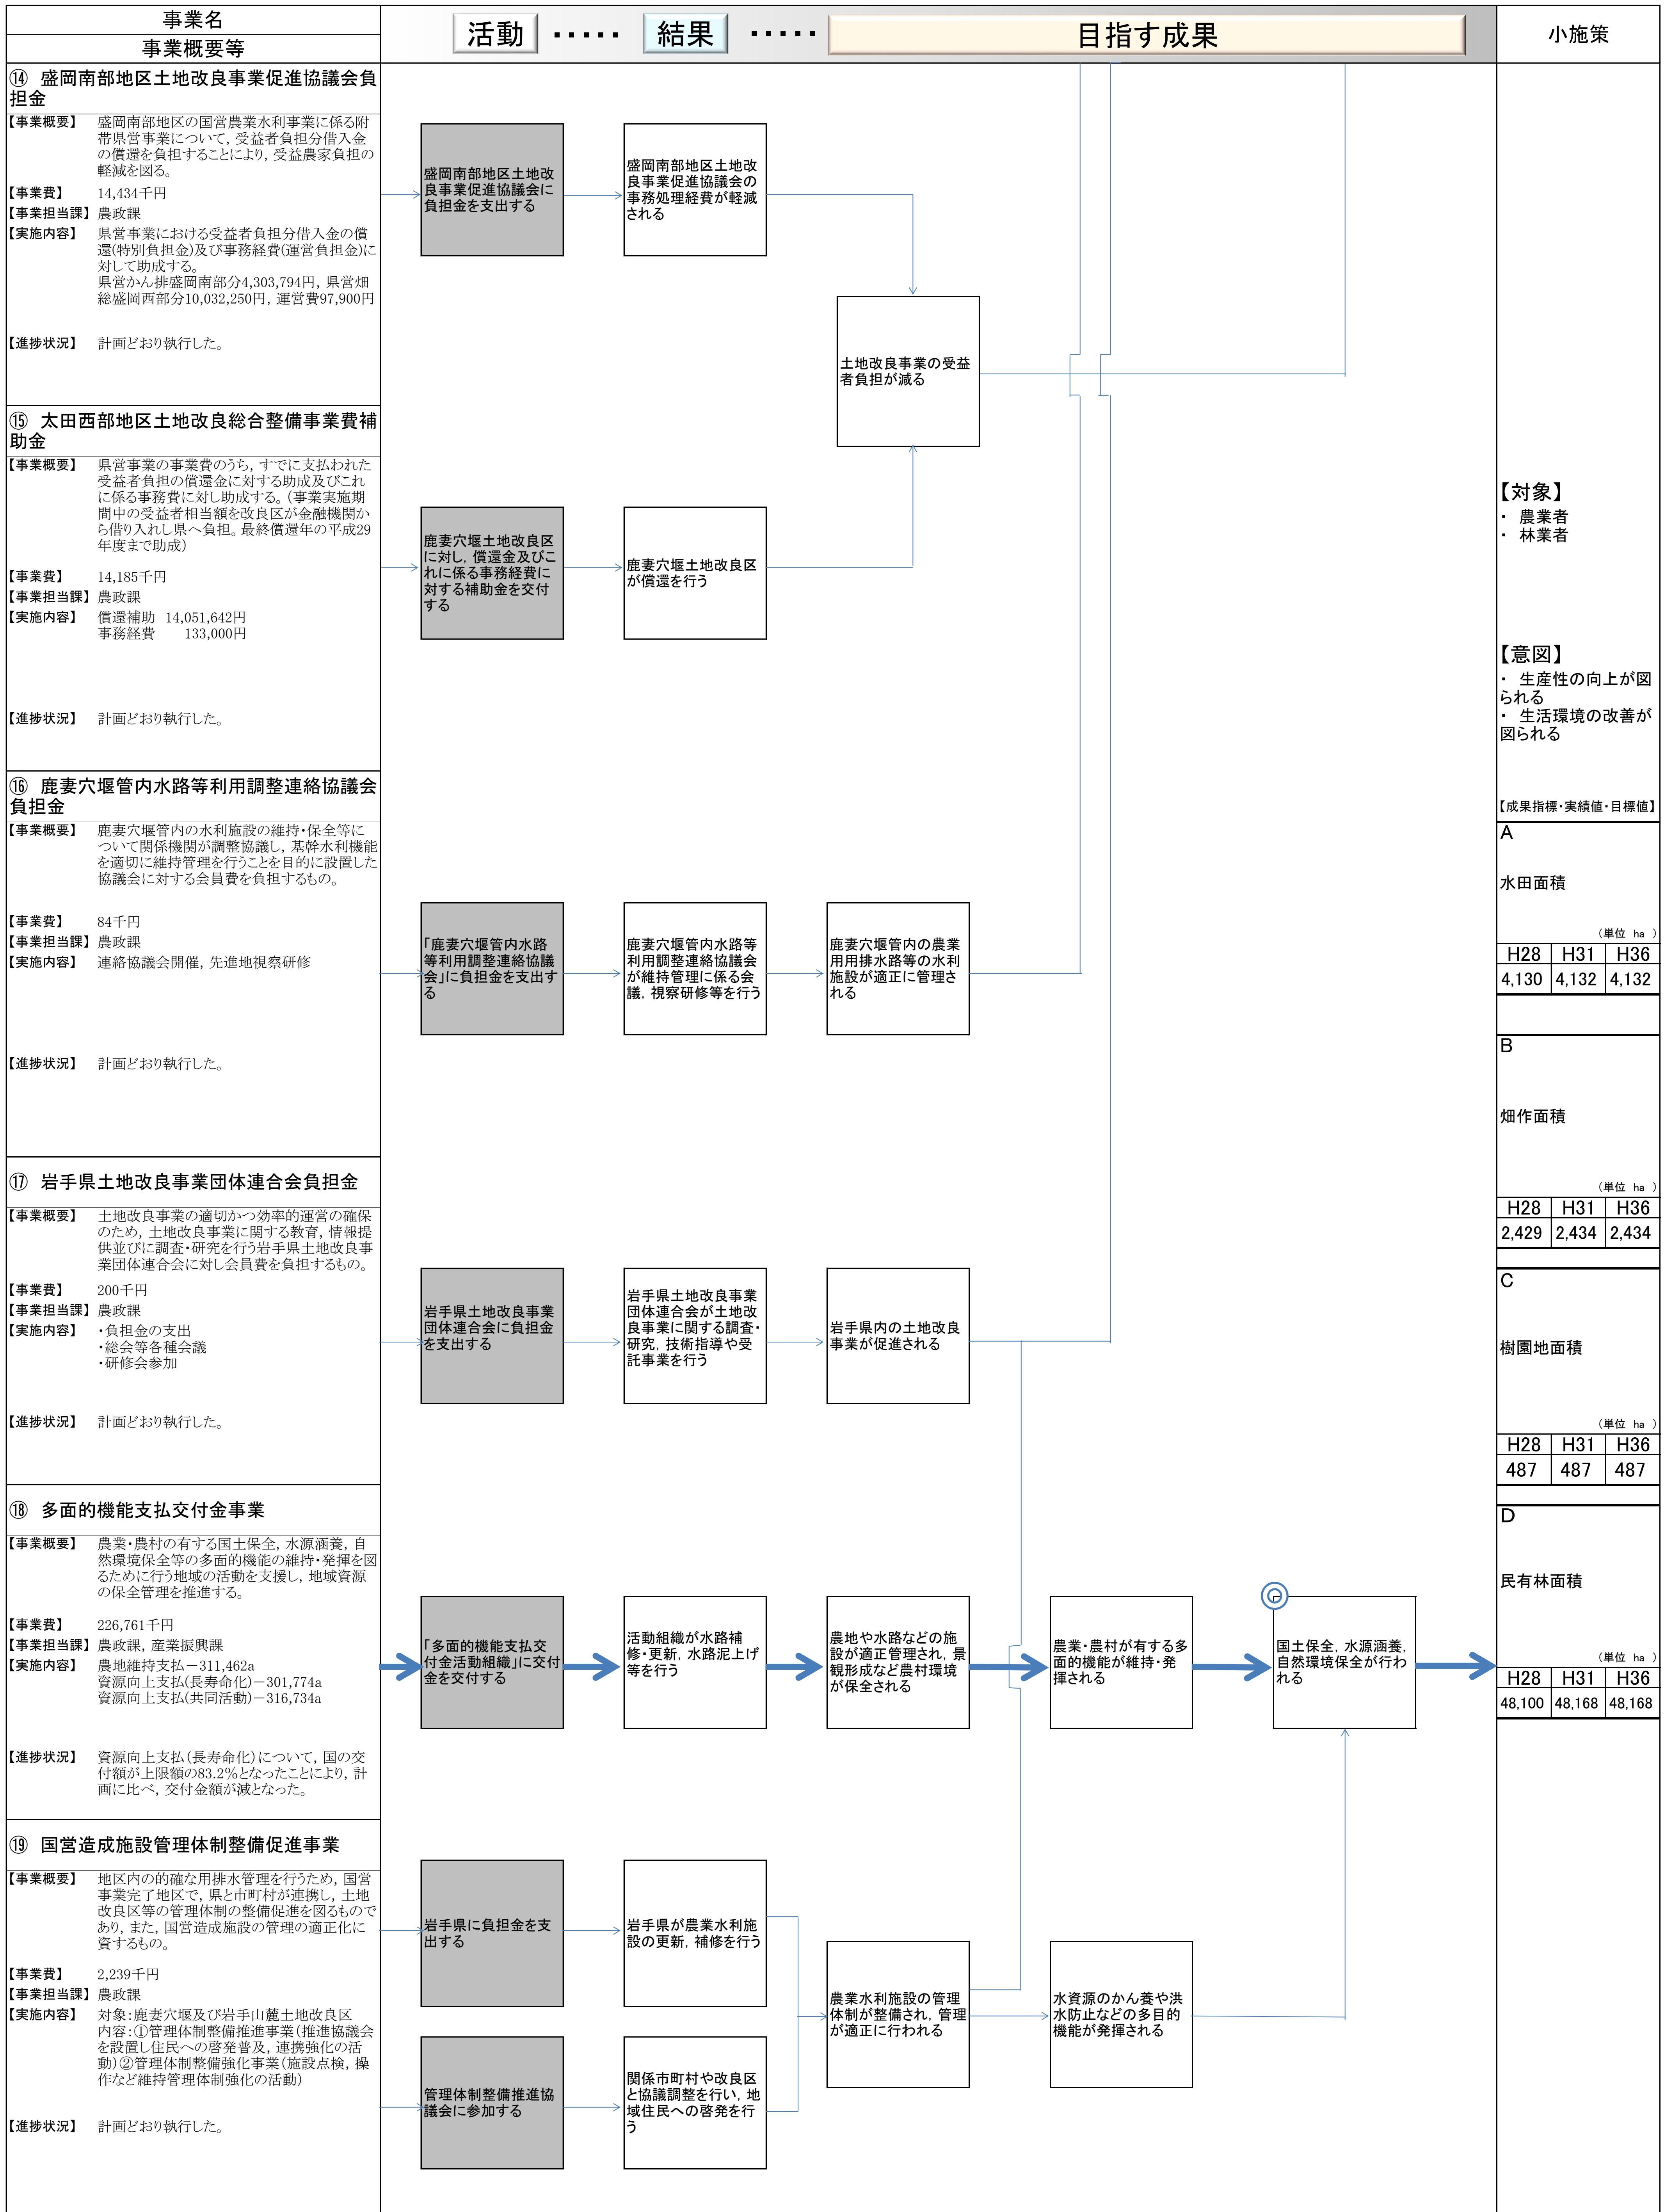 事業名
事業概要等
活動 ・・・・・ 結果 ・・・・・ 目指す成果
小施策
⑭　盛岡南部地区土地改良事業促進協議会負
担金
【事業概要】 盛岡南部地区の国営農業水利事業に係る附
帯県営事業について, 受益者負担分借入金
の償還を負担することにより, 受益農家負担の
軽減を図る。
【事業費】 14,434千円
【事業担当課】 農政課
【実施内容】 県営事業における受益者負担分借入金の償
還(特別負担金)及び事務経費(運営負担金)に
対して助成する。
県営かん排盛岡南部分4,303,794円, 県営畑
総盛岡西部分10,032,250円, 運営費97,900円
【進捗状況】 計画どおり執行した。
盛岡南部地区土地改
良事業促進協議会に
負担金を支出する
盛岡南部地区土地改
良事業促進協議会の
事務処理経費が軽減
される
土地改良事業の受益
者負担が減る
⑮　太田西部地区土地改良総合整備事業費補
助金
【事業概要】 県営事業の事業費のうち, すでに支払われた
受益者負担の償還金に対する助成及びこれ
に係る事務費に対し助成する。（事業実施期
間中の受益者相当額を改良区が金融機関か
ら借り入れし県へ負担。最終償還年の平成29
年度まで助成）
【事業費】 14,185千円
【事業担当課】 農政課
【実施内容】 償還補助 14,051,642円
事務経費 133,000円
【進捗状況】 計画どおり執行した。
鹿妻穴堰土地改良区
に対し, 償還金及びこ
れに係る事務経費に
対する補助金を交付
する
鹿妻穴堰土地改良区
が償還を行う
⑯　鹿妻穴堰管内水路等利用調整連絡協議会
負担金
【事業概要】 鹿妻穴堰管内の水利施設の維持・保全等に
ついて関係機関が調整協議し, 基幹水利機能
を適切に維持管理を行うことを目的に設置した
協議会に対する会員費を負担するもの。
【事業費】 84千円
【事業担当課】 農政課
【実施内容】 連絡協議会開催, 先進地視察研修
【進捗状況】 計画どおり執行した。
「鹿妻穴堰管内水路
等利用調整連絡協議
会」に負担金を支出す
る
鹿妻穴堰管内水路等
利用調整連絡協議会
が維持管理に係る会
議, 視察研修等を行う
鹿妻穴堰管内の農業
用用排水路等の水利
施設が適正に管理さ
れる
⑰　岩手県土地改良事業団体連合会負担金
【事業概要】 土地改良事業の適切かつ効率的運営の確保
のため, 土地改良事業に関する教育, 情報提
供並びに調査・研究を行う岩手県土地改良事
業団体連合会に対し会員費を負担するもの。
【事業費】 200千円
【事業担当課】 農政課
【実施内容】 ・負担金の支出
・総会等各種会議
・研修会参加
【進捗状況】 計画どおり執行した。
岩手県土地改良事業
団体連合会に負担金
を支出する
岩手県土地改良事業
団体連合会が土地改
良事業に関する調査・
研究, 技術指導や受
託事業を行う
岩手県内の土地改良
事業が促進される
⑱　多面的機能支払交付金事業
【事業概要】 農業・農村の有する国土保全, 水源涵養, 自
然環境保全等の多面的機能の維持・発揮を図
るために行う地域の活動を支援し, 地域資源
の保全管理を推進する。
【事業費】 226,761千円
【事業担当課】 農政課, 産業振興課
【実施内容】 農地維持支払－311,462a
資源向上支払(長寿命化)－301,774a
資源向上支払(共同活動)－316,734a
【進捗状況】 資源向上支払（長寿命化）について, 国の交
付額が上限額の83.2％となったことにより, 計
画に比べ, 交付金額が減となった。
「多面的機能支払交
付金活動組織」に交付
金を交付する
活動組織が水路補
修・更新, 水路泥上げ
等を行う
農地や水路などの施
設が適正管理され, 景
観形成など農村環境
が保全される
農業・農村が有する多
面的機能が維持・発
揮される
国土保全, 水源涵養,
自然環境保全が行わ
れる
⑲　国営造成施設管理体制整備促進事業
【事業概要】 地区内の的確な用排水管理を行うため, 国営
事業完了地区で, 県と市町村が連携し, 土地
改良区等の管理体制の整備促進を図るもので
あり, また, 国営造成施設の管理の適正化に
資するもの。
【事業費】 2,239千円
【事業担当課】 農政課
【実施内容】 対象：鹿妻穴堰及び岩手山麓土地改良区
内容：①管理体制整備推進事業（推進協議会
を設置し住民への啓発普及, 連携強化の活
動）②管理体制整備強化事業（施設点検, 操
作など維持管理体制強化の活動）
【進捗状況】 計画どおり執行した。
岩手県に負担金を支
出する
岩手県が農業水利施
設の更新, 補修を行う
管理体制整備推進協
議会に参加する
関係市町村や改良区
と協議調整を行い, 地
域住民への啓発を行
う
農業水利施設の管理
体制が整備され, 管理
が適正に行われる
水資源のかん養や洪
水防止などの多目的
機能が発揮される
【対象】
・ 農業者
・ 林業者
【意図】
・ 生産性の向上が図
られる
・ 生活環境の改善が
図られる
【成果指標・実績値・目標値】
A
水田面積
（単位 ha ）
H28 H31 H36
4,130 4,132 4,132
B
畑作面積
（単位 ha ）
H28 H31 H36
2,429 2,434 2,434
C
樹園地面積
（単位 ha ）
H28 H31 H36
487 487 487
D
民有林面積
（単位 ha ）
H28 H31 H36
48,100 48,168 48,168